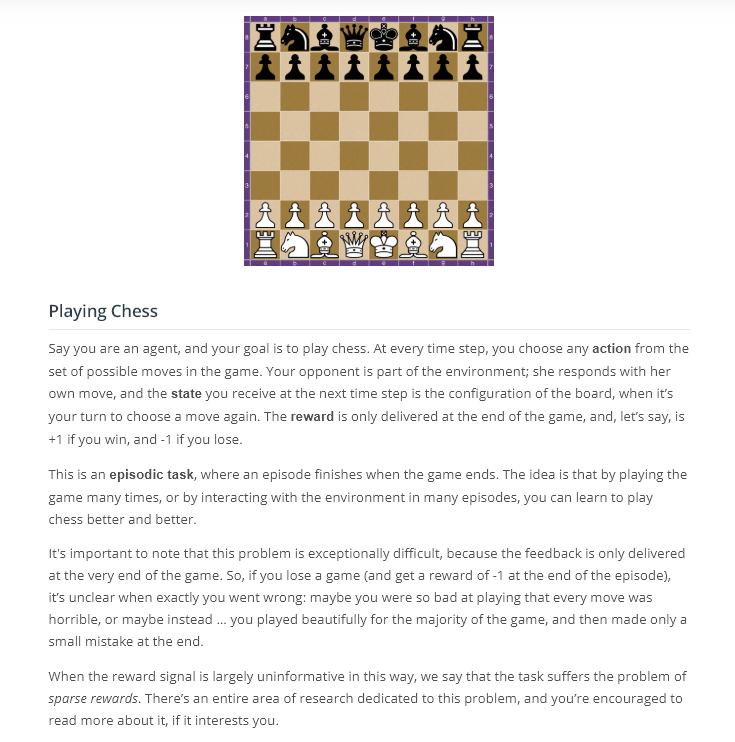 a b c d e f g h
8 8
7 7
6 6
5 5
4 4
3 3
2 2
1 1
a b c d e f g h
Playing Chess
Say you are an agent, and your goal is to play chess. At every time step, you choose any action from the
set of possible moves in the game. Your opponent is part of the environment; she responds with her
own move, and the state you receive at the next time step is the configuration of the board, when it’s
your turn to choose a move again. The reward is only delivered at the end of the game, and, let’s say, is
+1 if you win, and -1 if you lose.
This is an episodic task, where an episode finishes when the game ends. The idea is that by playing the
game many times, or by interacting with the environment in many episodes, you can learn to play
chess better and better.
It's important to note that this problem is exceptionally difficult, because the feedback is only delivered
at the very end of the game. So, if you lose a game (and get a reward of -1 at the end of the episode),
it’s unclear when exactly you went wrong: maybe you were so bad at playing that every move was
horrible, or maybe instead … you played beautifully for the majority of the game, and then made only a
small mistake at the end.
When the reward signal is largely uninformative in this way, we say that the task suffers the problem of
sparse rewards. There’s an entire area of research dedicated to this problem, and you’re encouraged to
read more about it, if it interests you.